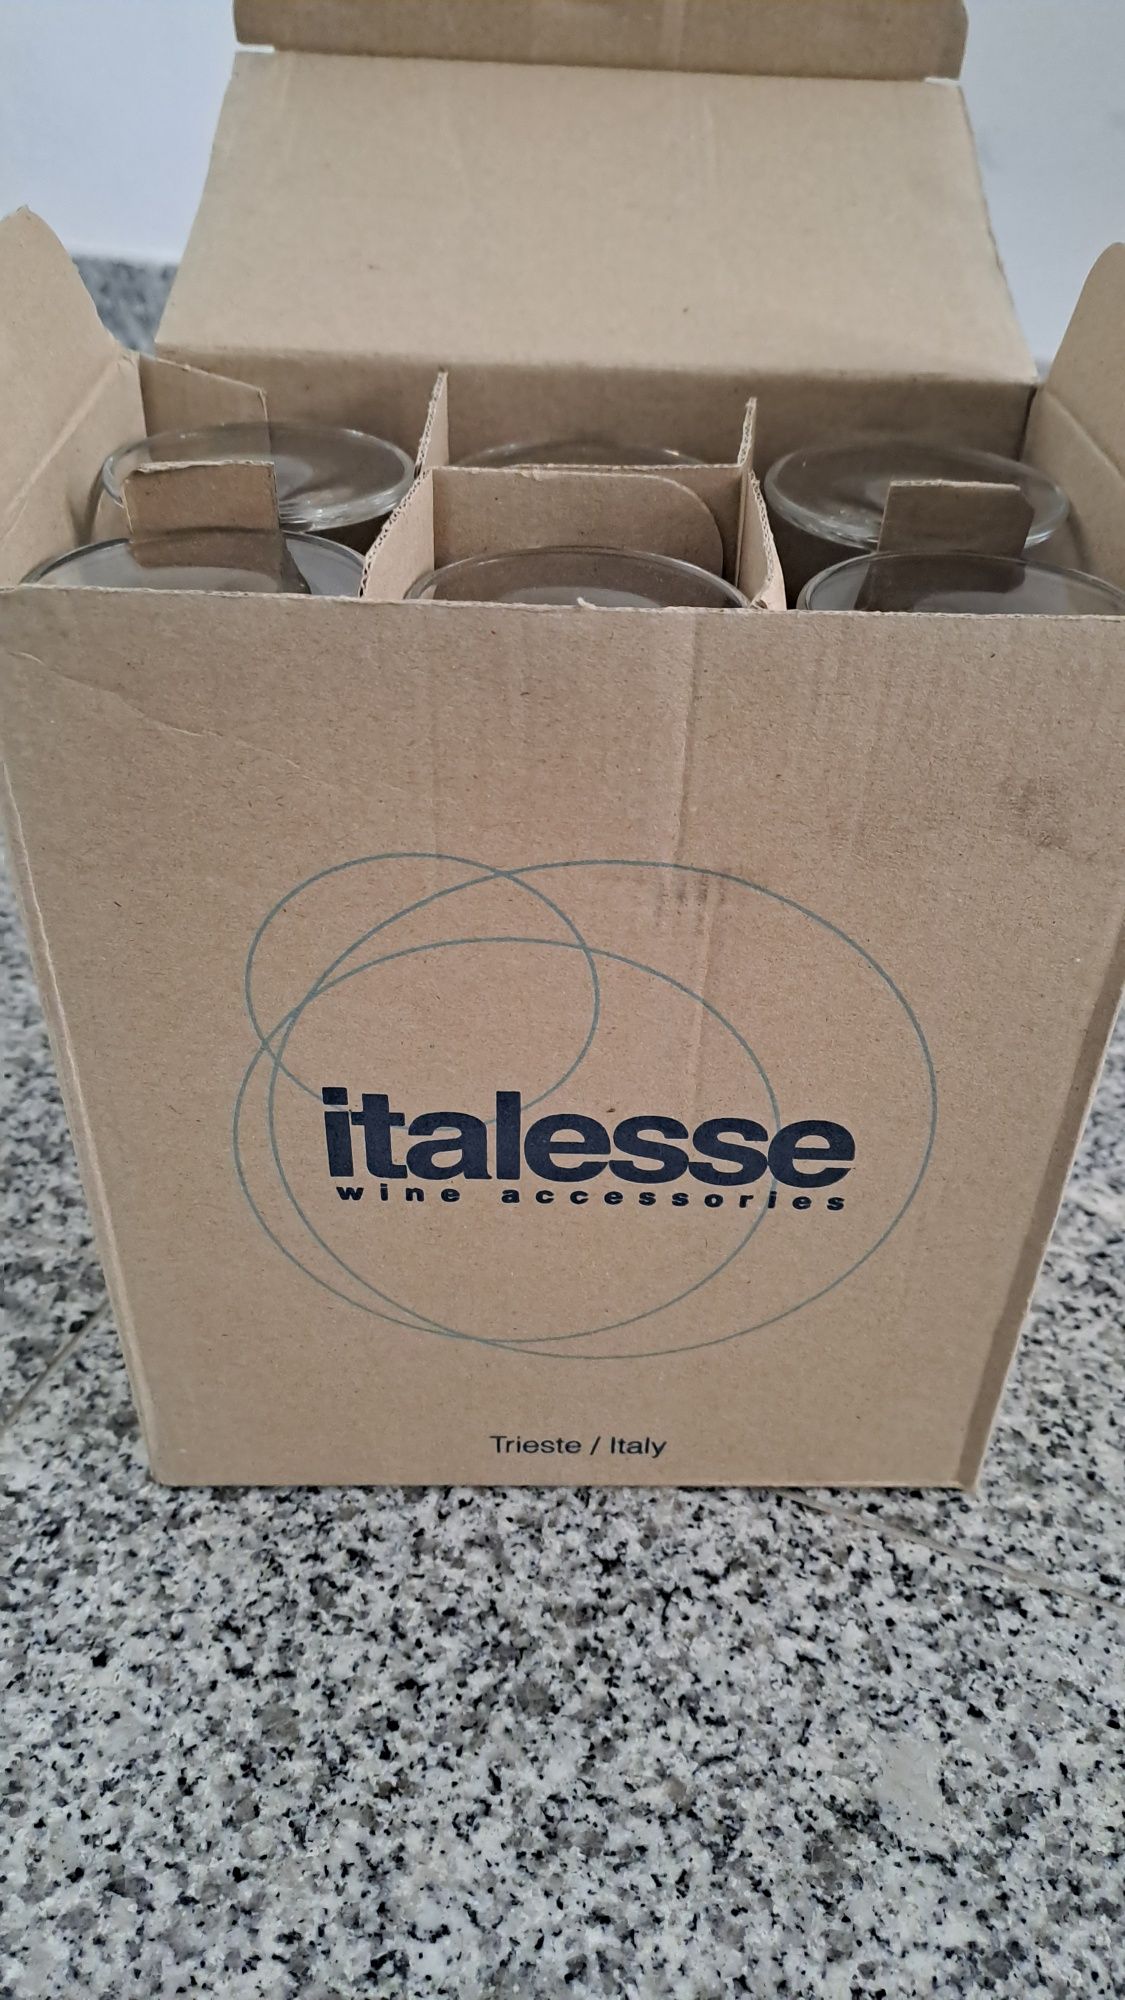 italesse
wine accessories
Trieste / Italy